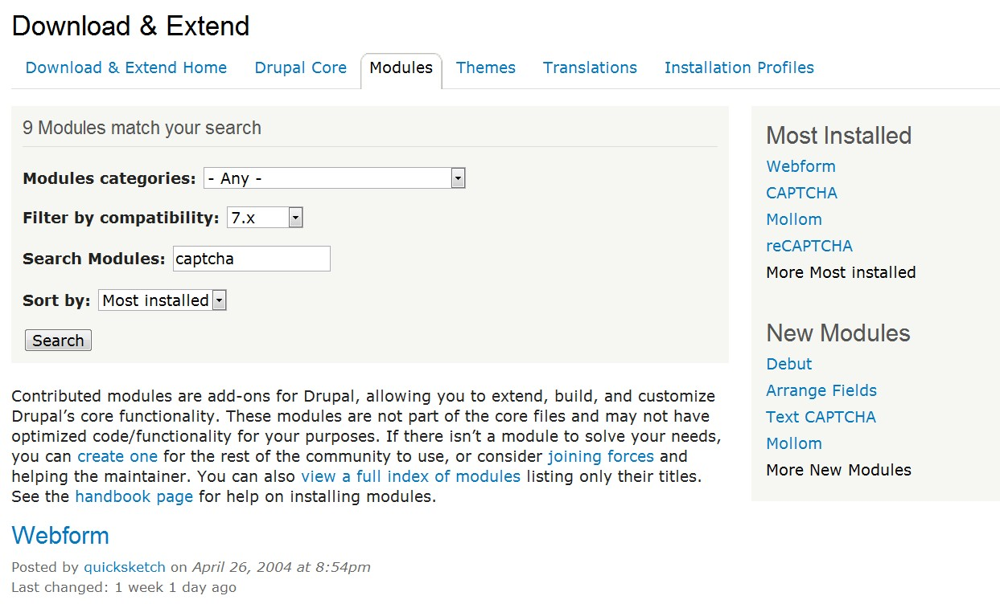 Download & Extend
Download & Extend Home Drupal Core Modules Themes Translations Installation Profiles
9 Modules match your search
Modules categories: - Any -
Filter by compatibility: 7.x
Search Modules: captcha
Sort by: Most installed
Search
Contributed modules are add-ons for Drupal, allowing you to extend, build, and customize
Drupal’s core functionality. These modules are not part of the core files and may not have
optimized code/functionality for your purposes. If there isn’t a module to solve your needs,
you can create one for the rest of the community to use, or consider joining forces and
helping the maintainer. You can also view a full index of modules listing only their titles.
See the handbook page for help on installing modules.
Webform
Posted by quicksketch on April 26, 2004 at 8:54pm
Last changed: 1 week 1 day ago
Most Installed
Webform
CAPTCHA
Mollom
reCAPTCHA
More Most installed
New Modules
Debut
Arrange Fields
Text CAPTCHA
Mollom
More New Modules